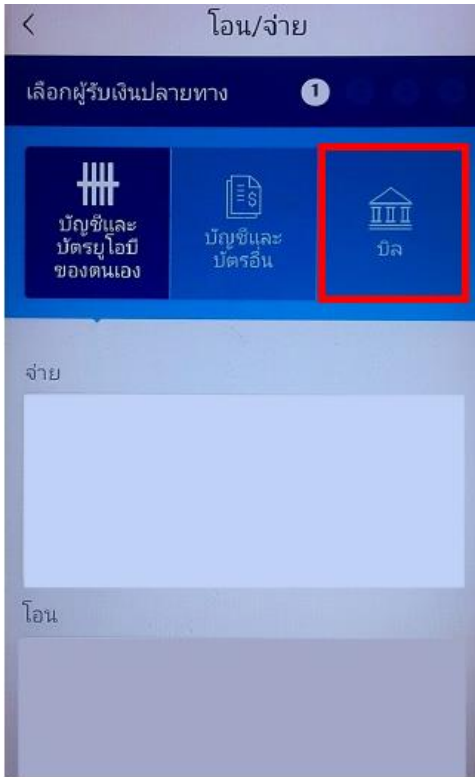 โอน/จ่าย
เลือกผู้รับเงินปลายทาง 1
บัญชีและ
บัตรยูโอบี
ของตนเอง
บัญชีและ
บัตรอื่น
บิล
จ่าย
โอน